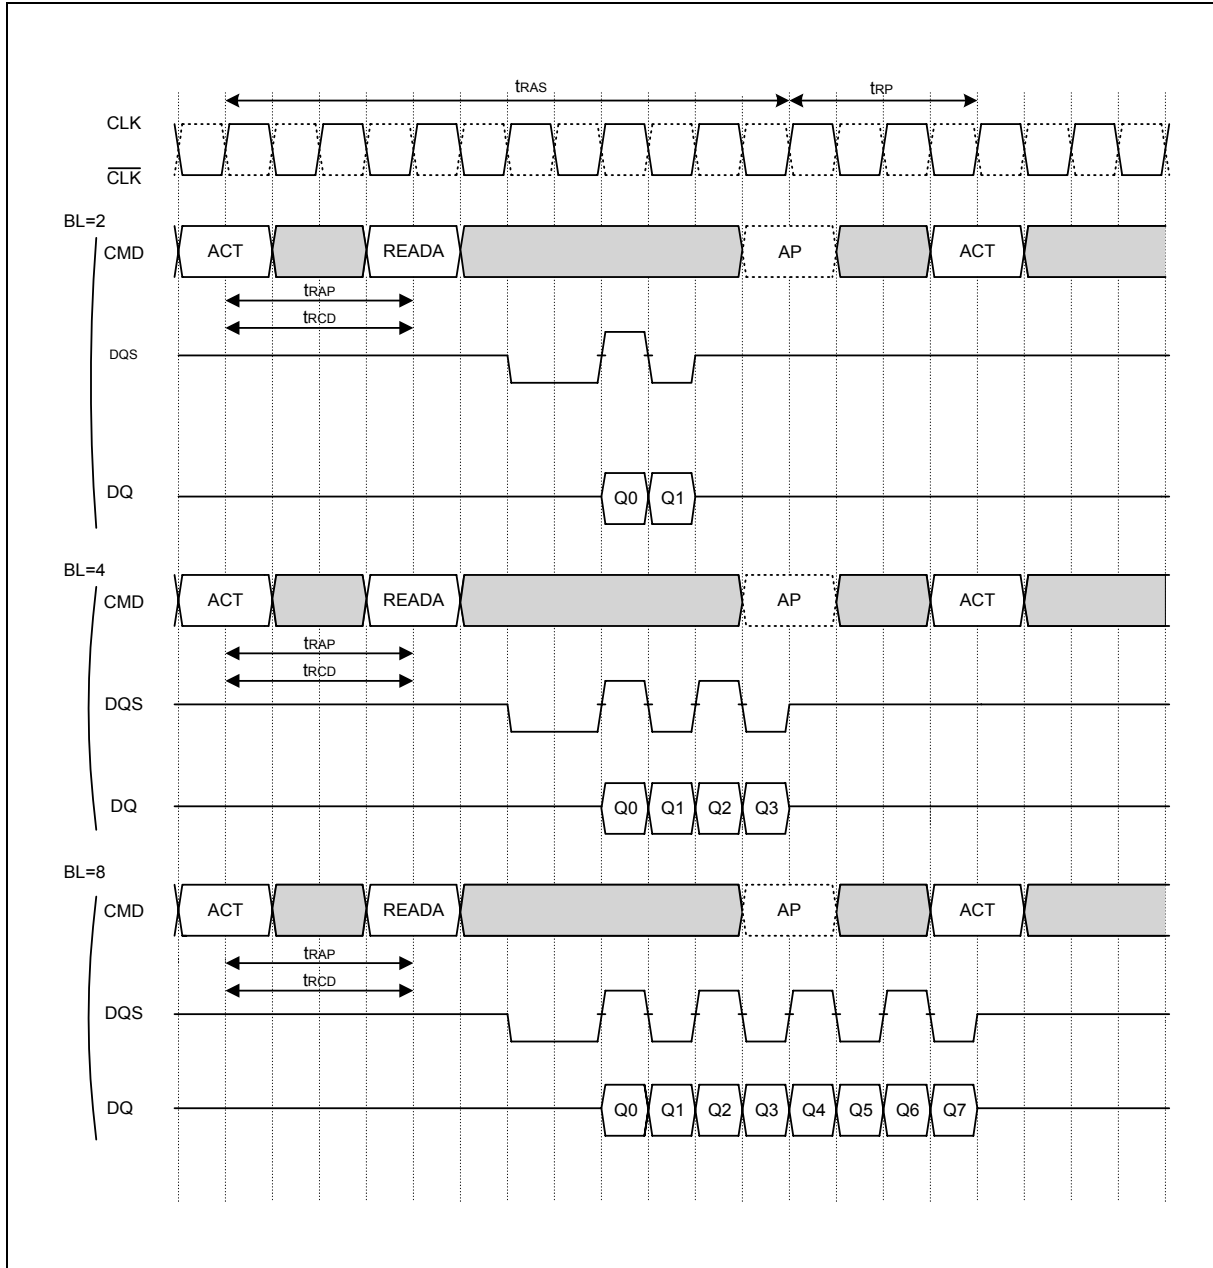 tRAS tRP
CLK
CLK
BL=2
CMD ACT READA AP ACT
tRAP
tRCD
DQS
DQ Q0 Q1
BL=4
CMD ACT READA AP ACT
tRAP
tRCD
DQS
DQ Q0 Q1 Q2 Q3
BL=8
CMD ACT READA AP ACT
tRAP
tRCD
DQS
DQ Q0 Q1 Q2 Q3 Q4 Q5 Q6 Q7